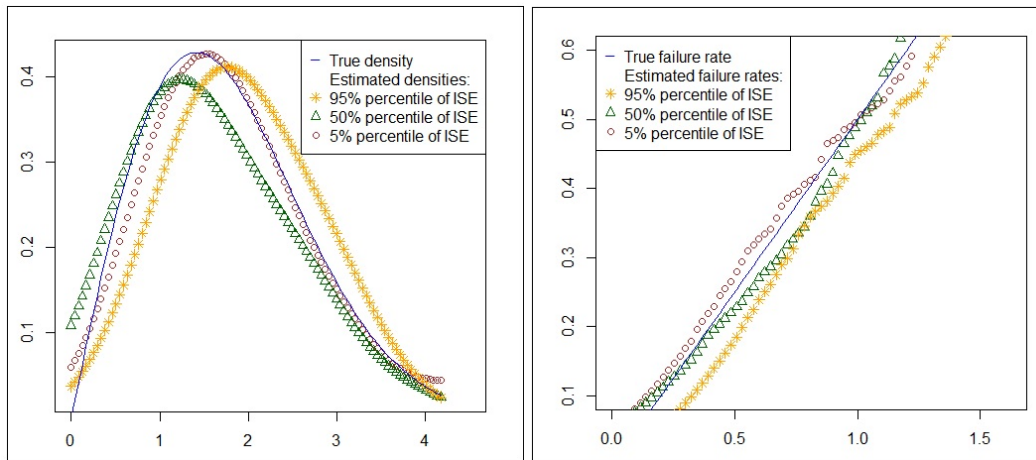 True density
Estimated densities:
95% percentile of ISE
50% percentile of ISE
5% percentile of ISE
0.4
0.3
0.2
0.1
0 1 2 3 4
True failure rate
Estimated failure rates:
95% percentile of ISE
50% percentile of ISE
5% percentile of ISE
0.6
0.5
0.4
0.3
0.2
0.1
0.0 0.5 1.0 1.5